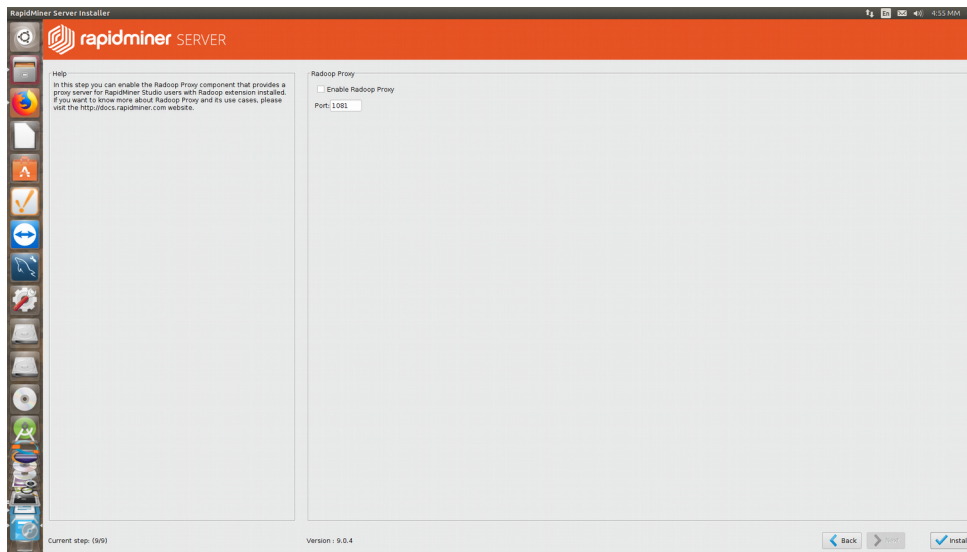 RapidMiner Server Installer
En
4:55 MM
rapidminer SERVER
Help
In this step you can enable the Radoop Proxy component that provides a
proxy server for RapidMiner Studio users with Radoop extension installed.
If you want to know more about Radoop Proxy and its use cases, please
visit the http://docs.rapidminer.com website.
Radoop Proxy
Enable Radoop Proxy
Port: 1081
Current step: (9/9)
Version : 9.0.4
Back
Instal